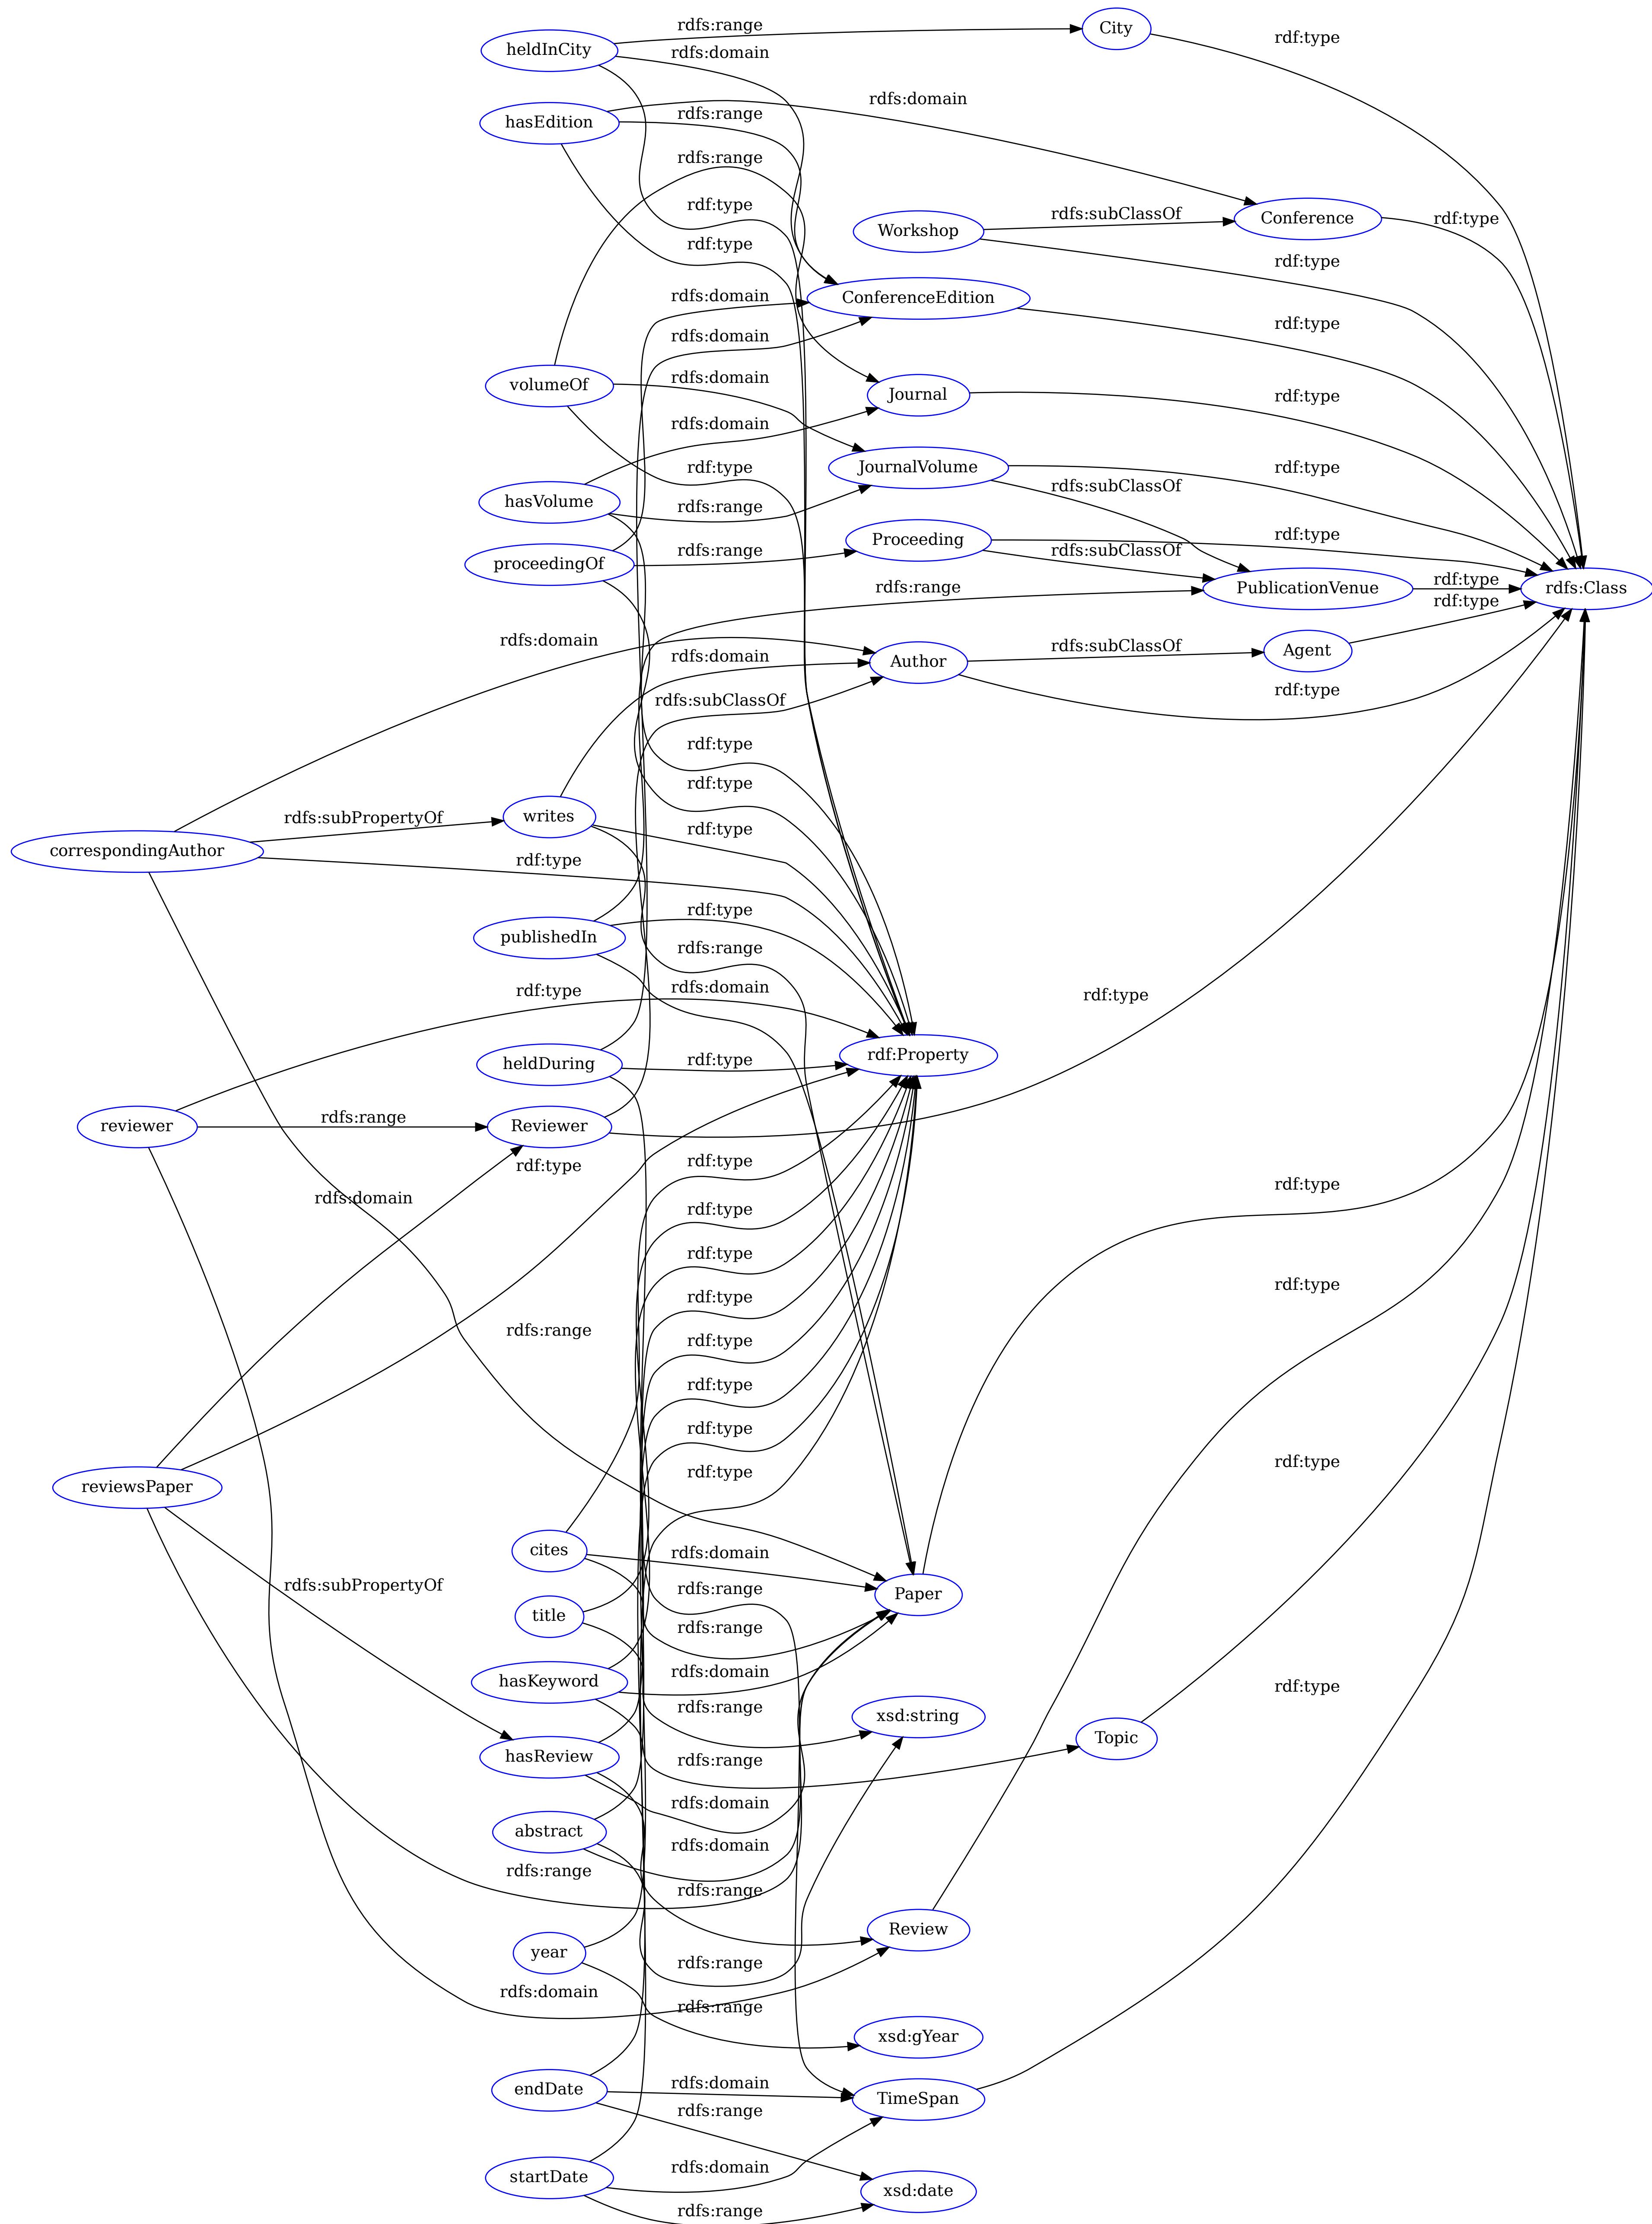 rdfs:range
City
heldInCity
rdfs:domain
rdf:type
hasEdition
rdfs:domain
rdfs:range
rdfs:range
rdf:type
Workshop
rdfs:subClassOf
Conference
rdf:type
rdf:type
rdf:type
rdfs:domain
ConferenceEdition
rdf:type
rdfs:domain
volumeOf
rdfs:domain
Journal
rdf:type
rdfs:domain
rdf:type
JournalVolume
rdf:type
rdfs:subClassOf
hasVolume
rdfs:range
Proceeding
rdf:type
rdfs:subClassOf
proceedingOf
rdfs:range
rdfs:range
PublicationVenue
rdf:type
rdfs:Class
rdf:type
rdfs:domain
rdfs:domain
Author
rdfs:subClassOf
Agent
rdf:type
rdfs:subClassOf
rdf:type
rdf:type
rdfs:subPropertyOf
writes
rdf:type
correspondingAuthor
rdf:type
rdf:type
publishedIn
rdfs:range
rdf:type
rdfs:domain
rdf:type
heldDuring
rdf:type
rdf:Property
reviewer
rdfs:range
Reviewer
rdf:type
rdf:type
rdfs:domain
rdf:type
rdf:type
rdf:type
rdf:type
rdf:type
rdfs:range
rdf:type
rdf:type
rdf:type
rdf:type
rdf:type
reviewsPaper
cites
rdfs:domain
rdfs:subPropertyOf
rdfs:range
Paper
title
rdfs:range
hasKeyword
rdfs:domain
rdf:type
rdfs:range
xsd:string
Topic
hasReview
rdfs:range
rdfs:domain
abstract
rdfs:domain
rdfs:range
rdfs:range
Review
year
rdfs:range
rdfs:domain
rdfs:range
xsd:gYear
endDate
rdfs:domain
TimeSpan
rdfs:range
rdfs:domain
startDate
xsd:date
rdfs:range